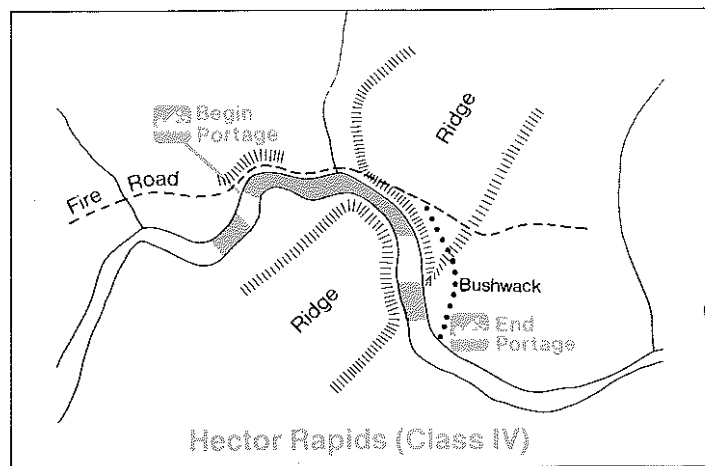 Begin
Portage
Ridge
Fire Road
Bushwack
Ridge
End
Portage
Hector Rapids (Class IV)